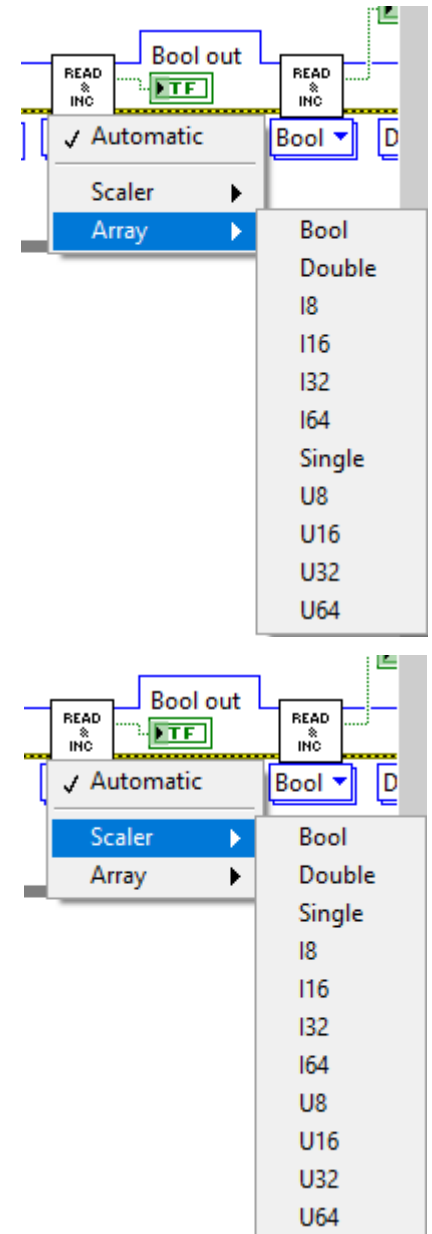 Bool out
READ
&
INC
TF
READ
&
INC
✓ Automatic
Bool
D
Scaler
Array
Bool
Double
I8
I16
I32
I64
Single
U8
U16
U32
U64
Bool out
READ
&
INC
TF
READ
&
INC
✓ Automatic
Bool
D
Scaler
Array
Bool
Double
Single
I8
I16
I32
I64
U8
U16
U32
U64